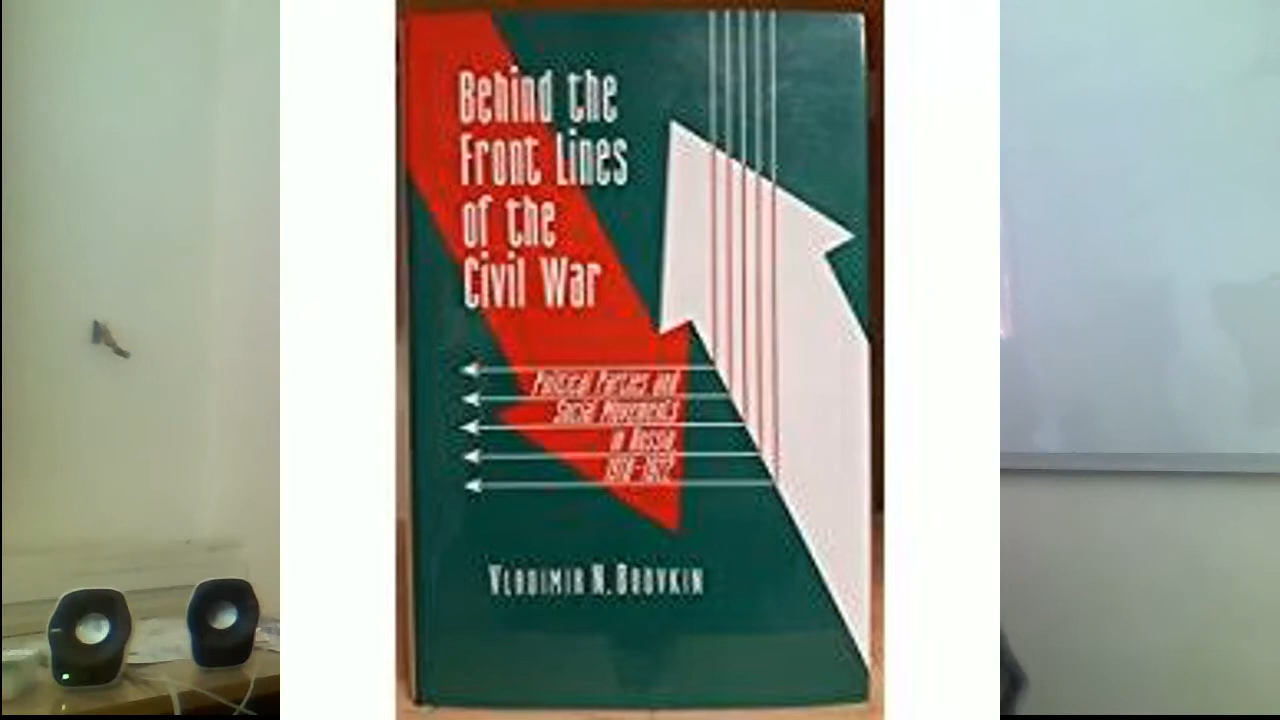 Behind the
Front Lines
of the
Civil War
Political Parties and
Social Movements
in Russia,
1918-1922
Vladimir N. Brovkin